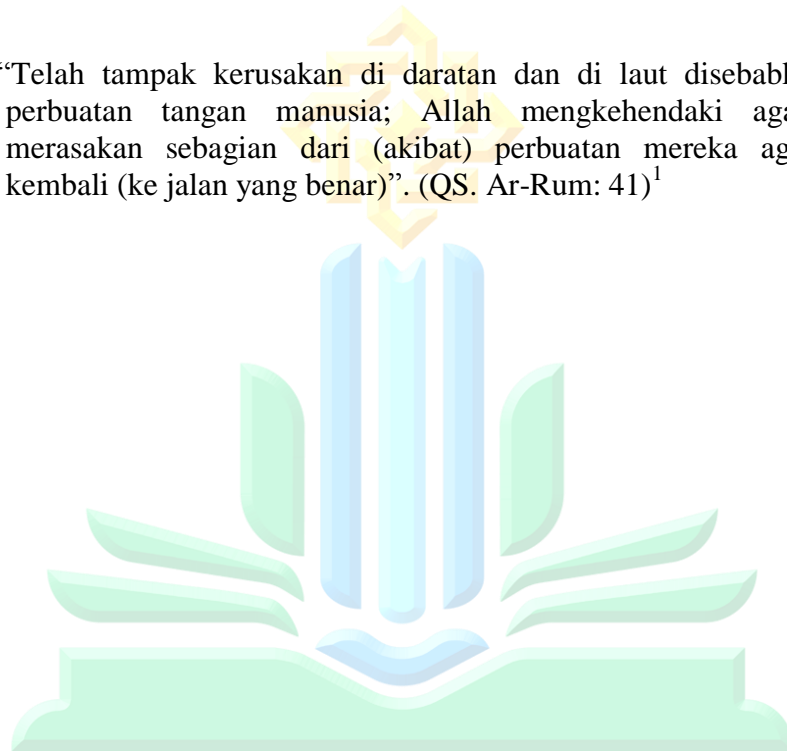 “Telah tampak kerusakan di daratan dan di laut
perbuatan tangan manusia; Allah mengkehendaki
merasakan sebagian dari (akibat) perbuatan mereka
kembali (ke jalan yang benar)”. (QS. Ar-Rum: 41)¹